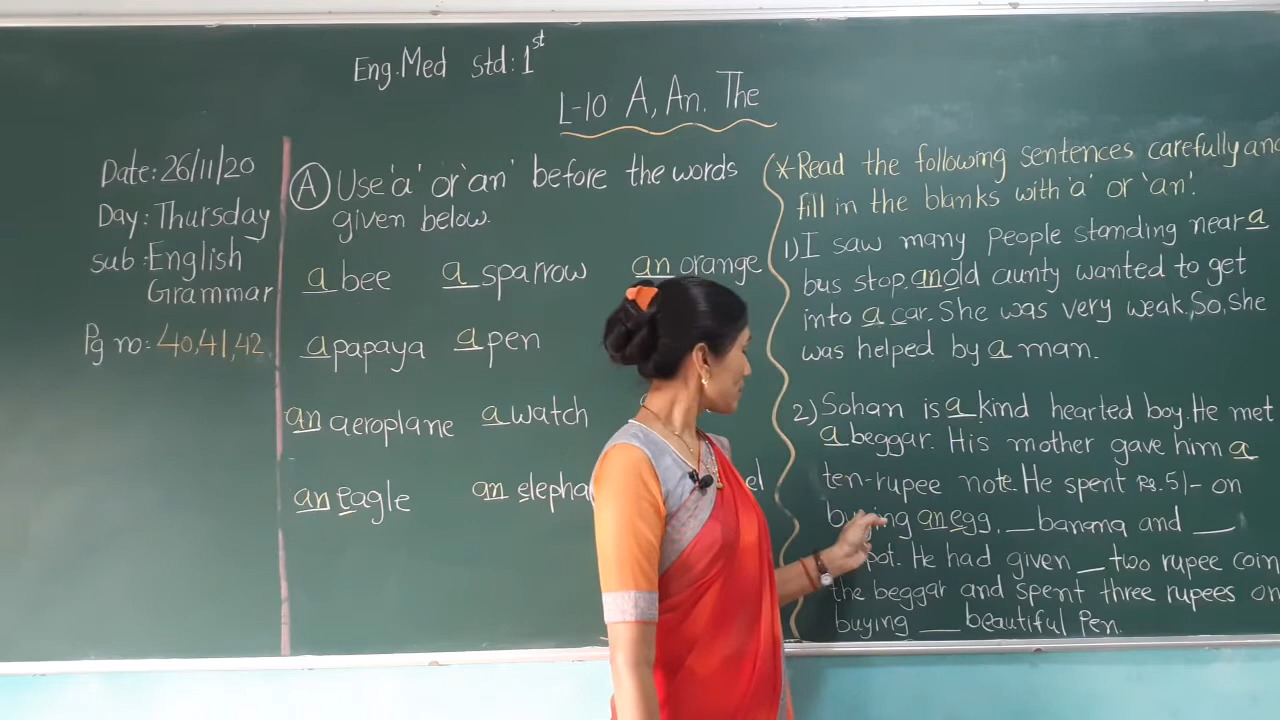 Eng.Med std:1st
L-10 A, An. The
Date: 26/11/20
Day: Thursday
sub: English
Grammar
Pg no: 40,41,42
(A) Use 'a' or 'an' before the words
given below.
a bee a sparrow an orange
a papaya a pen
an aeroplane a watch
an eagle an
*Read the following sentences carefully and
fill in the blanks with 'a' or 'an'.
1) I saw many people standing near a
bus stop. an old aunty wanted to get
into a car. She was very weak. So, she
was helped by a man.
2) Sohan is a kind hearted boy. He met
a beggar. His mother gave him a
ten-rupee note. He spent Rs.5/- on
buying an egg, __ banana and __
pot. He had given __ two rupee coin
the beggar and spent three rupees on
buying __ beautiful Pen.